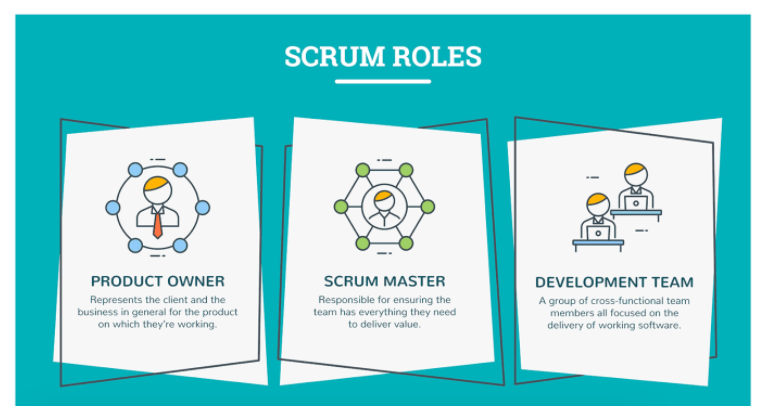 SCRUM ROLES
PRODUCT OWNER
Represents the client and the
business in general for the product
on which they're working.
SCRUM MASTER
Responsible for ensuring the
team has everything they need
to deliver value.
DEVELOPMENT TEAM
A group of cross-functional team
members all focused on the
delivery of working software.